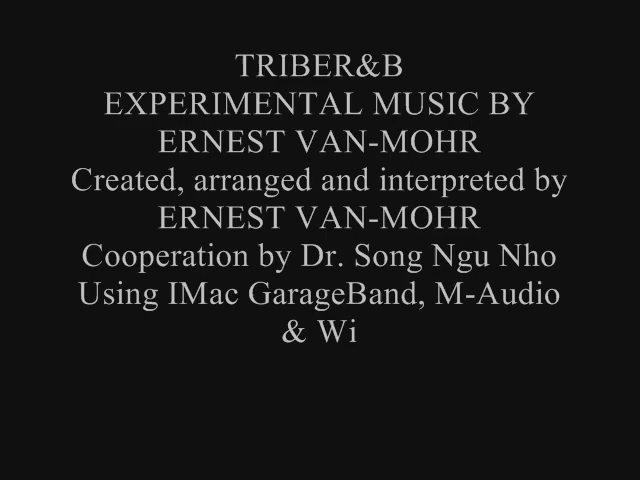 TRIBER&B
EXPERIMENTAL MUSIC BY
ERNEST VAN-MOHR
Created, arranged and interpreted by
ERNEST VAN-MOHR
Cooperation by Dr. Song Ngu Nho
Using IMac GarageBand, M-Audio
& Wi